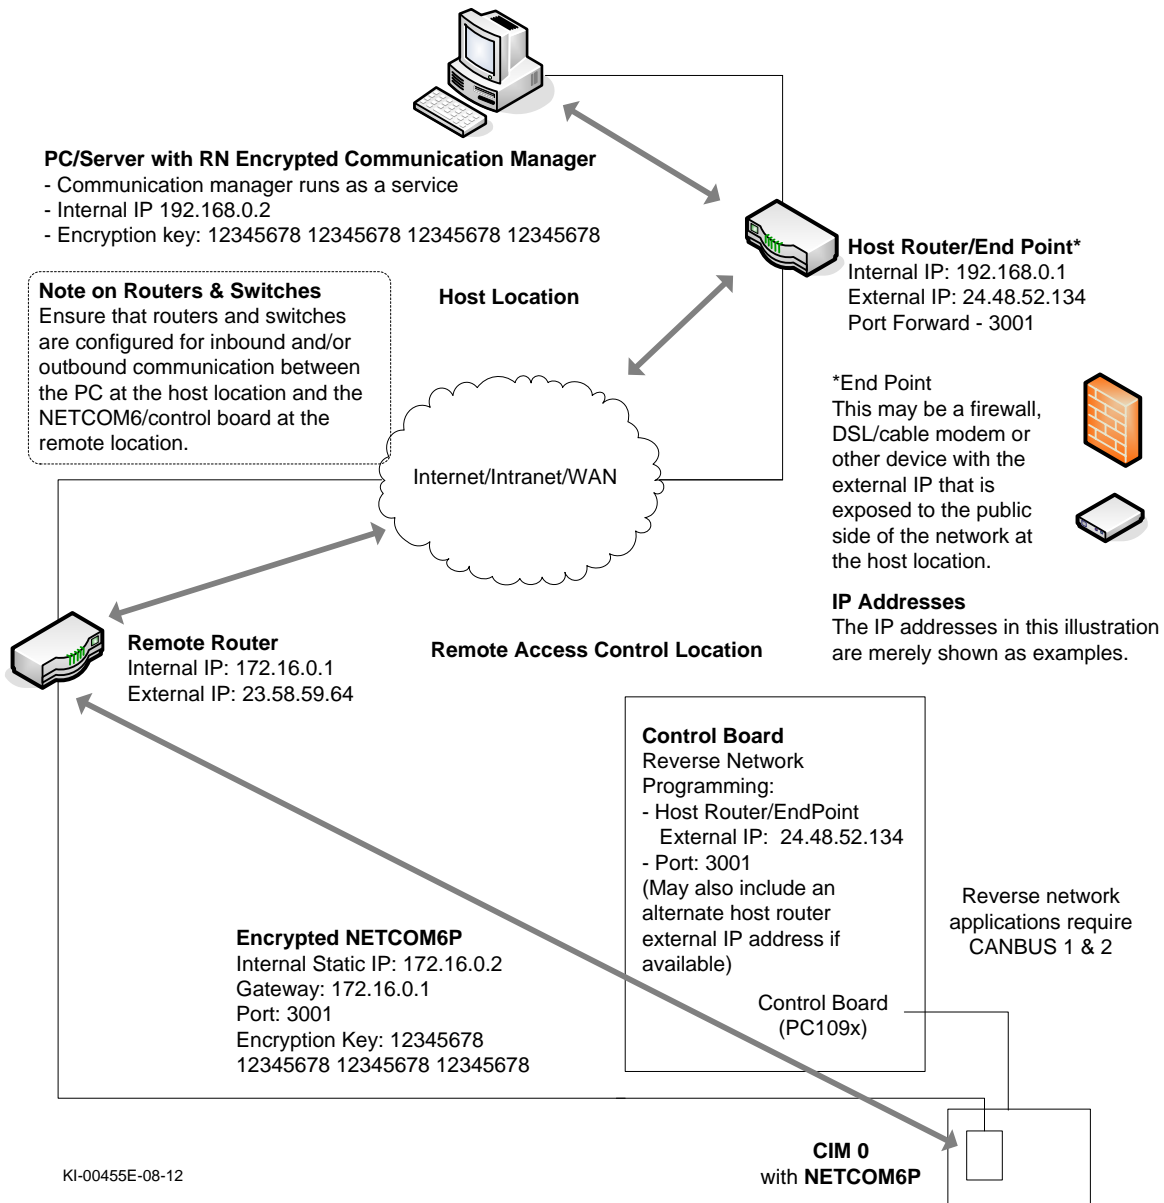 PC/Server with RN Encrypted Communication Manager
- Communication manager runs as a service
- Internal IP 192.168.0.2
- Encryption key: 12345678 12345678 12345678 12345678
Host Router/End Point*
Internal IP: 192.168.0.1
External IP: 24.48.52.134
Port Forward - 3001
Note on Routers & Switches
Ensure that routers and switches
are configured for inbound and/or
outbound communication between
the PC at the host location and the
NETCOM6/control board at the
remote location.
Host Location
*End Point
This may be a firewall,
DSL/cable modem or
other device with the
external IP that is
exposed to the public
side of the network at
the host location.
Internet/Intranet/WAN
IP Addresses
The IP addresses in this illustration
are merely shown as examples.
Remote Router
Internal IP: 172.16.0.1
External IP: 23.58.59.64
Remote Access Control Location
Control Board
Reverse Network
Programming:
- Host Router/EndPoint
External IP:  24.48.52.134
- Port: 3001
(May also include an
alternate host router
external IP address if
available)
Control Board
(PC109x)
Reverse network
applications require
CANBUS 1 & 2
Encrypted NETCOM6P
Internal Static IP: 172.16.0.2
Gateway: 172.16.0.1
Port: 3001
Encryption Key: 12345678
12345678 12345678 12345678
CIM 0
with NETCOM6P
KI-00455E-08-12